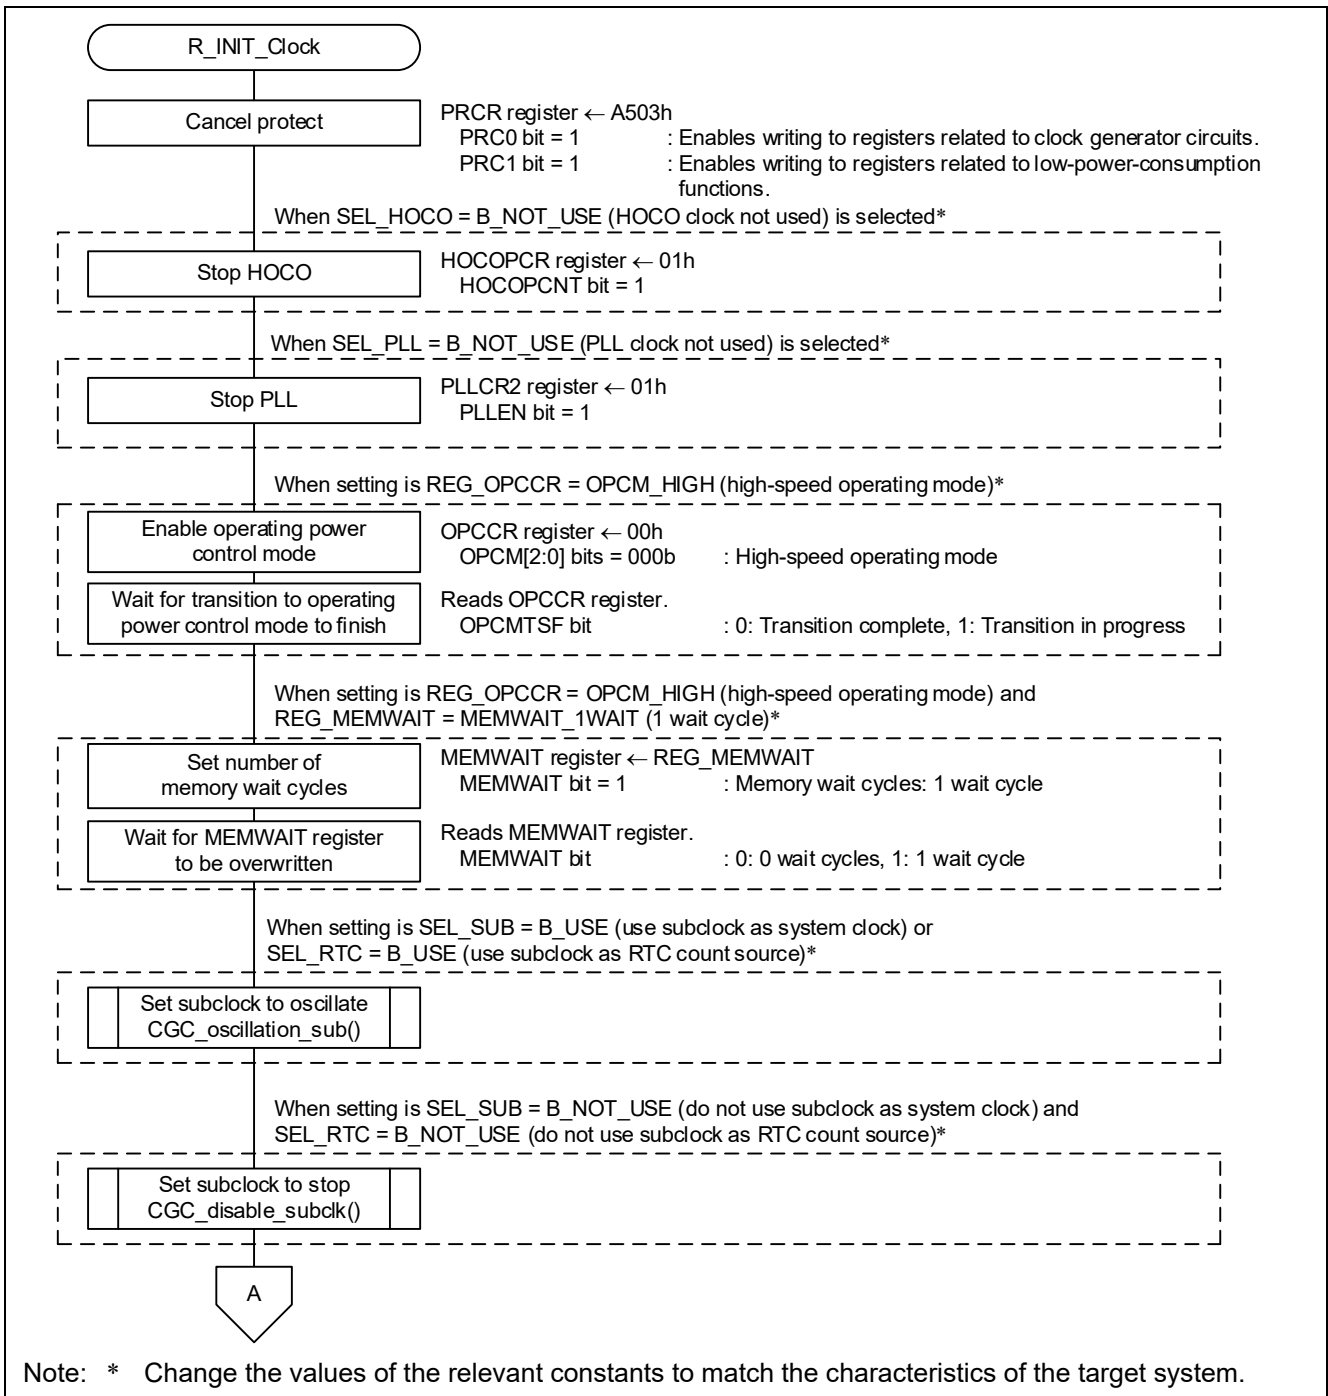 R_INIT_Clock
Cancel protect
PRCR register ← A503h
PRC0 bit = 1 : Enables writing to registers related to clock generator circuits.
PRC1 bit = 1 : Enables writing to registers related to low-power-consumption
functions.
When SEL_HOCO = B_NOT_USE (HOCO clock not used) is selected*
Stop HOCO
HOCOPCR register ← 01h
HOCOPCNT bit = 1
When SEL_PLL = B_NOT_USE (PLL clock not used) is selected*
Stop PLL
PLLCR2 register ← 01h
PLLEN bit = 1
When setting is REG_OPCCR = OPCM_HIGH (high-speed operating mode)*
Enable operating power
control mode
OPCCR register ← 00h
OPCM[2:0] bits = 000b : High-speed operating mode
Wait for transition to operating
power control mode to finish
Reads OPCCR register.
OPCMTSF bit : 0: Transition complete, 1: Transition in progress
When setting is REG_OPCCR = OPCM_HIGH (high-speed operating mode) and
REG_MEMWAIT = MEMWAIT_1WAIT (1 wait cycle)*
Set number of
memory wait cycles
MEMWAIT register ← REG_MEMWAIT
MEMWAIT bit = 1 : Memory wait cycles: 1 wait cycle
Wait for MEMWAIT register
to be overwritten
Reads MEMWAIT register.
MEMWAIT bit : 0: 0 wait cycles, 1: 1 wait cycle
When setting is SEL_SUB = B_USE (use subclock as system clock) or
SEL_RTC = B_USE (use subclock as RTC count source)*
Set subclock to oscillate
CGC_oscillation_sub()
When setting is SEL_SUB = B_NOT_USE (do not use subclock as system clock) and
SEL_RTC = B_NOT_USE (do not use subclock as RTC count source)*
Set subclock to stop
CGC_disable_subclk()
A
Note: * Change the values of the relevant constants to match the characteristics of the target system.